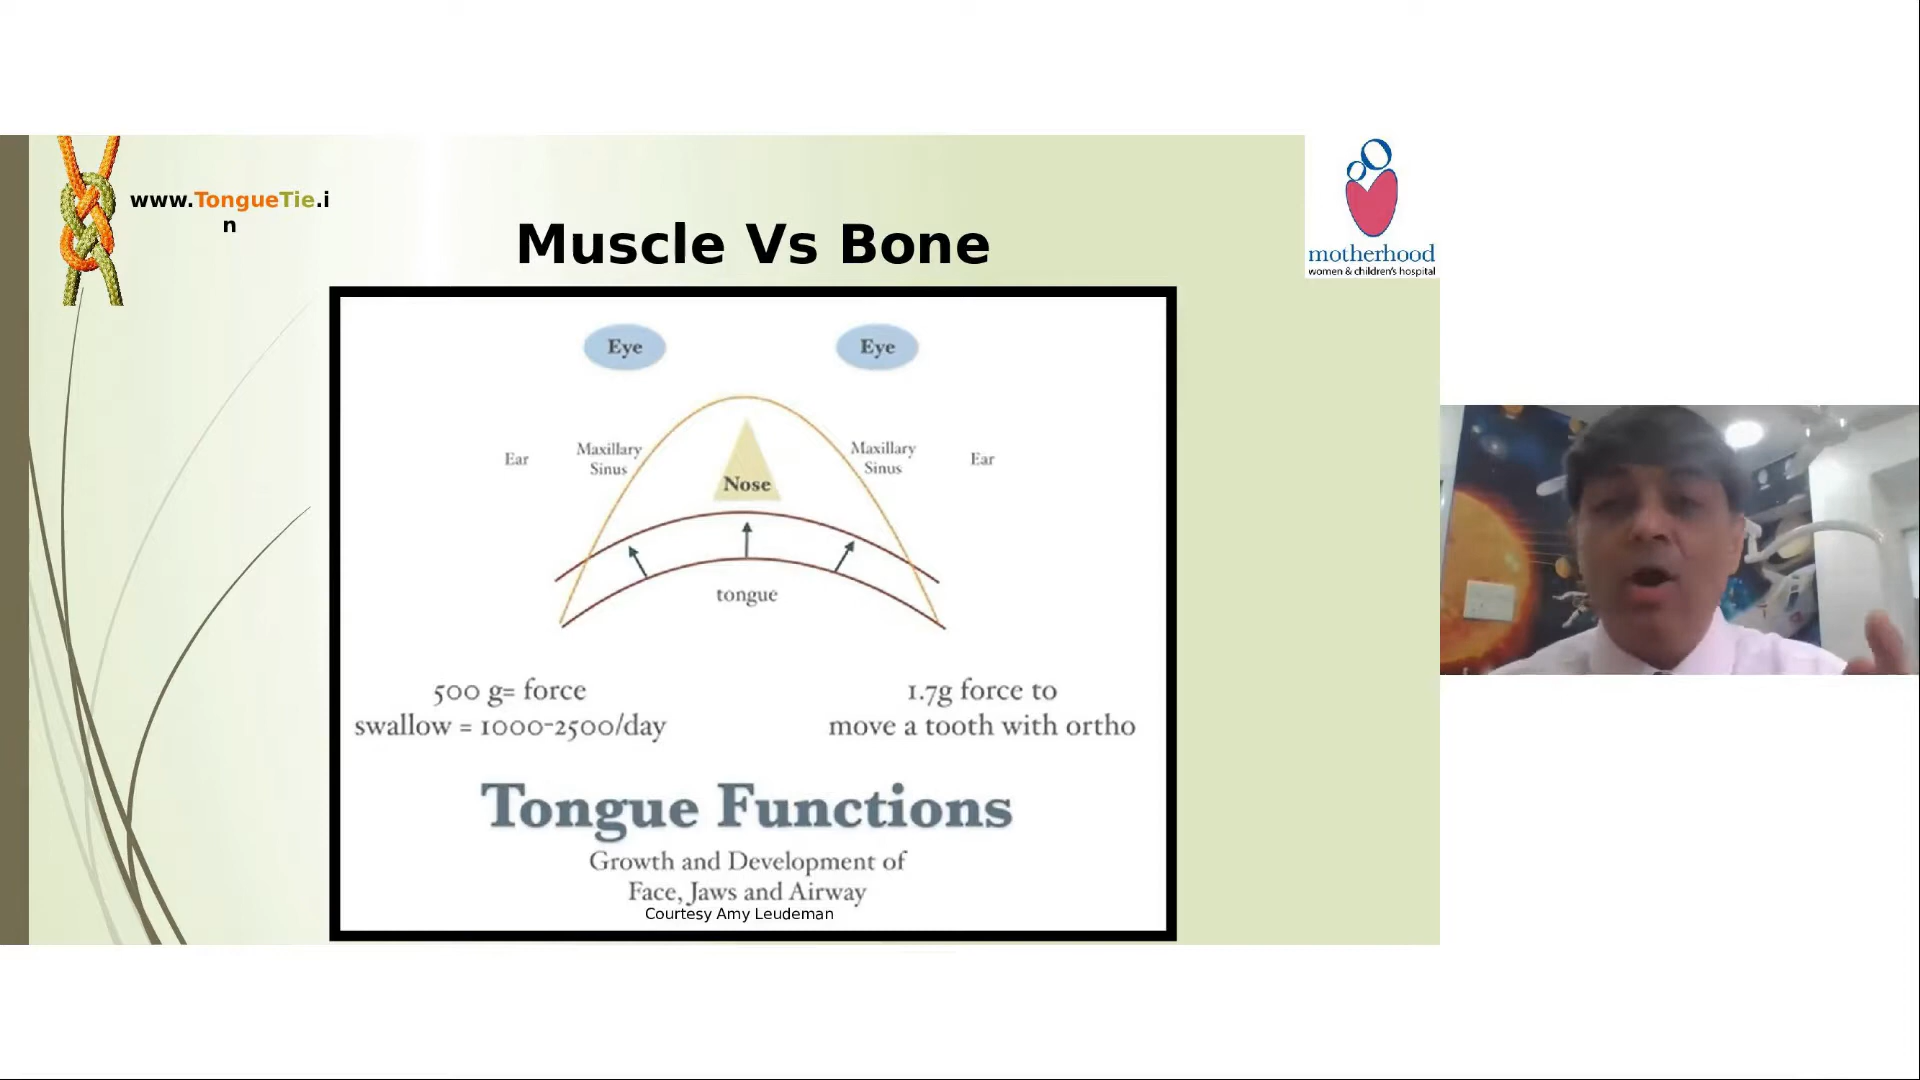 www.TongueTie.i
n
motherhood
women & children's hospital
Muscle Vs Bone
Eye Eye
Ear Maxillary Sinus Nose Maxillary Sinus Ear
tongue
500 g= force
swallow = 1000-2500/day
1.7g force to
move a tooth with ortho
Tongue Functions
Growth and Development of
Face, Jaws and Airway
Courtesy Amy Leudeman